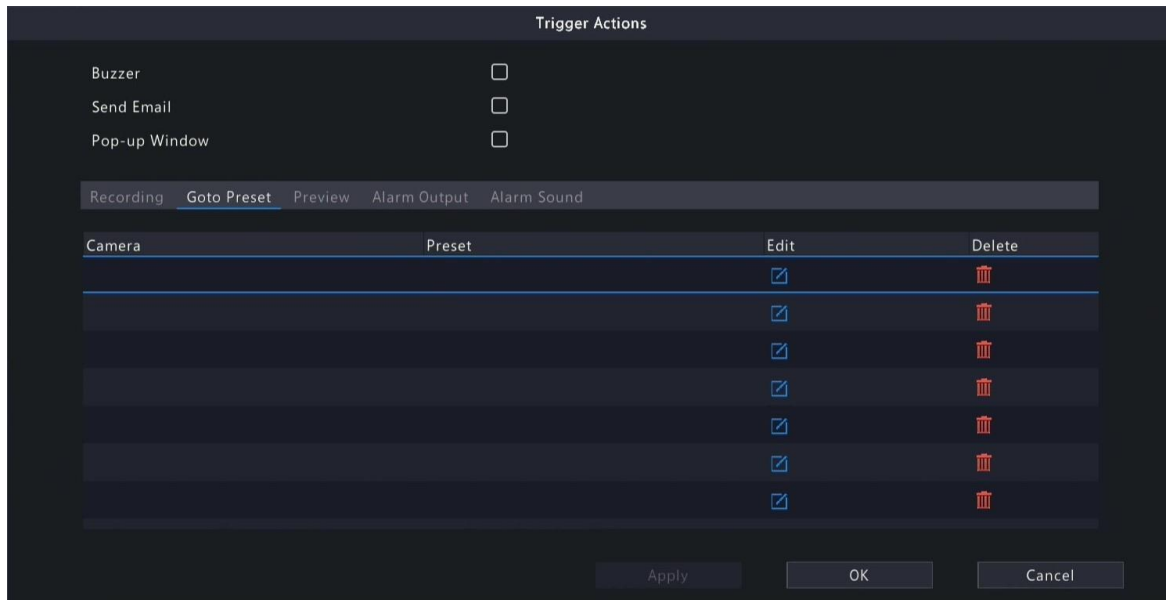 Trigger Actions
Buzzer
Send Email
Pop-up Window
Recording Goto Preset Preview Alarm Output Alarm Sound
Camera Preset Edit Delete
Apply OK Cancel